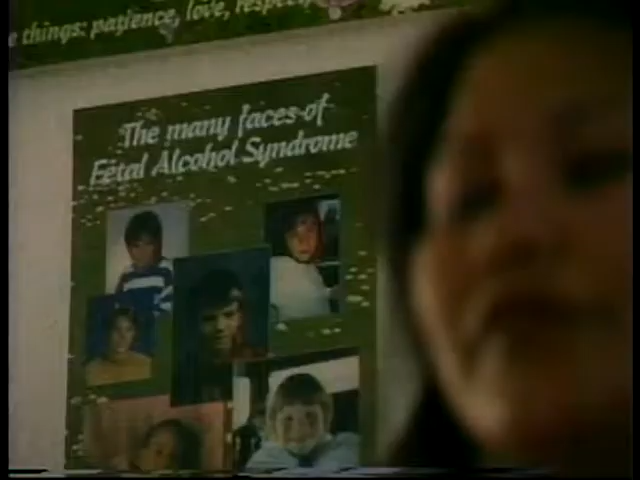 things: patience, love, respect
The many faces of
Fetal Alcohol Syndrome